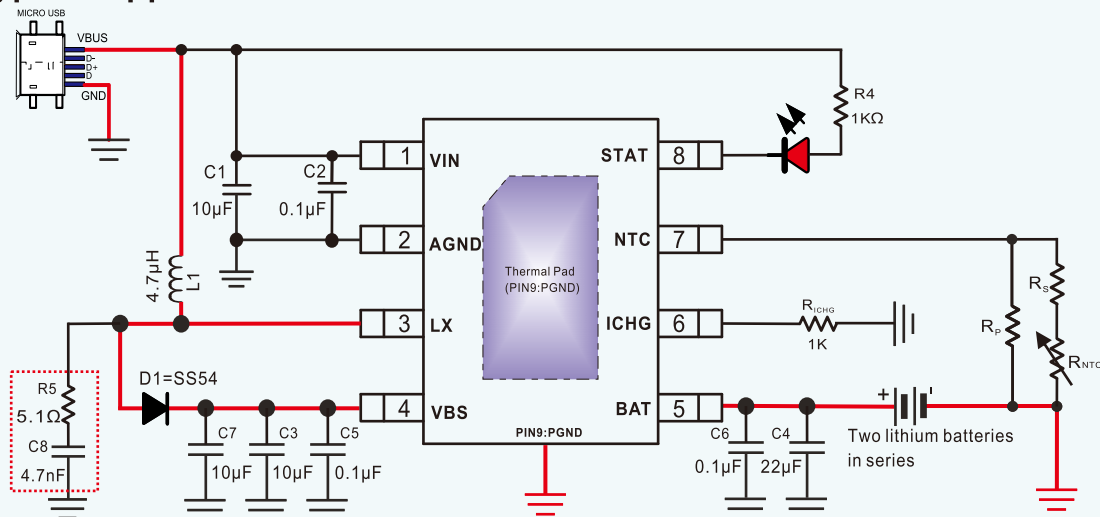 MICRO USB
VBUS
D-
D+
D
GND
R4
1KΩ
1
VIN
STAT
8
C1
10μF
C2
0.1μF
2
AGND
NTC
7
Thermal Pad
(PIN9:PGND)
4.7μH
L1
RS
RP
RNTC
3
LX
ICHG
6
RICHG
1K
D1=SS54
R5
5.1Ω
C8
4.7nF
4
VBS
BAT
5
PIN9:PGND
+
-
C7
10μF
C3
10μF
C5
0.1μF
C6
0.1μF
C4
22μF
Two lithium batteries
in series